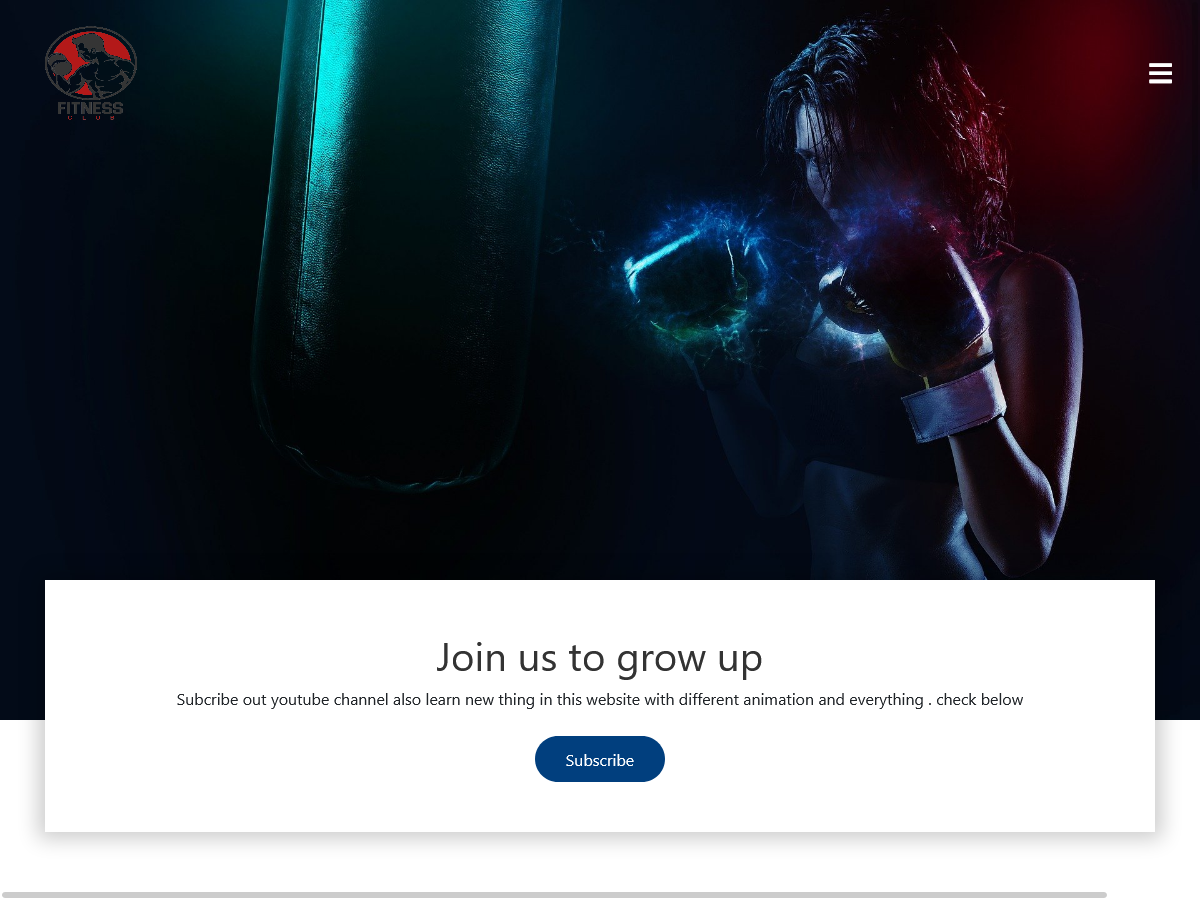 FITNESS
CLUB
Join us to grow up
Subcribe out youtube channel also learn new thing in this website with different animation and everything . check below
Subscribe